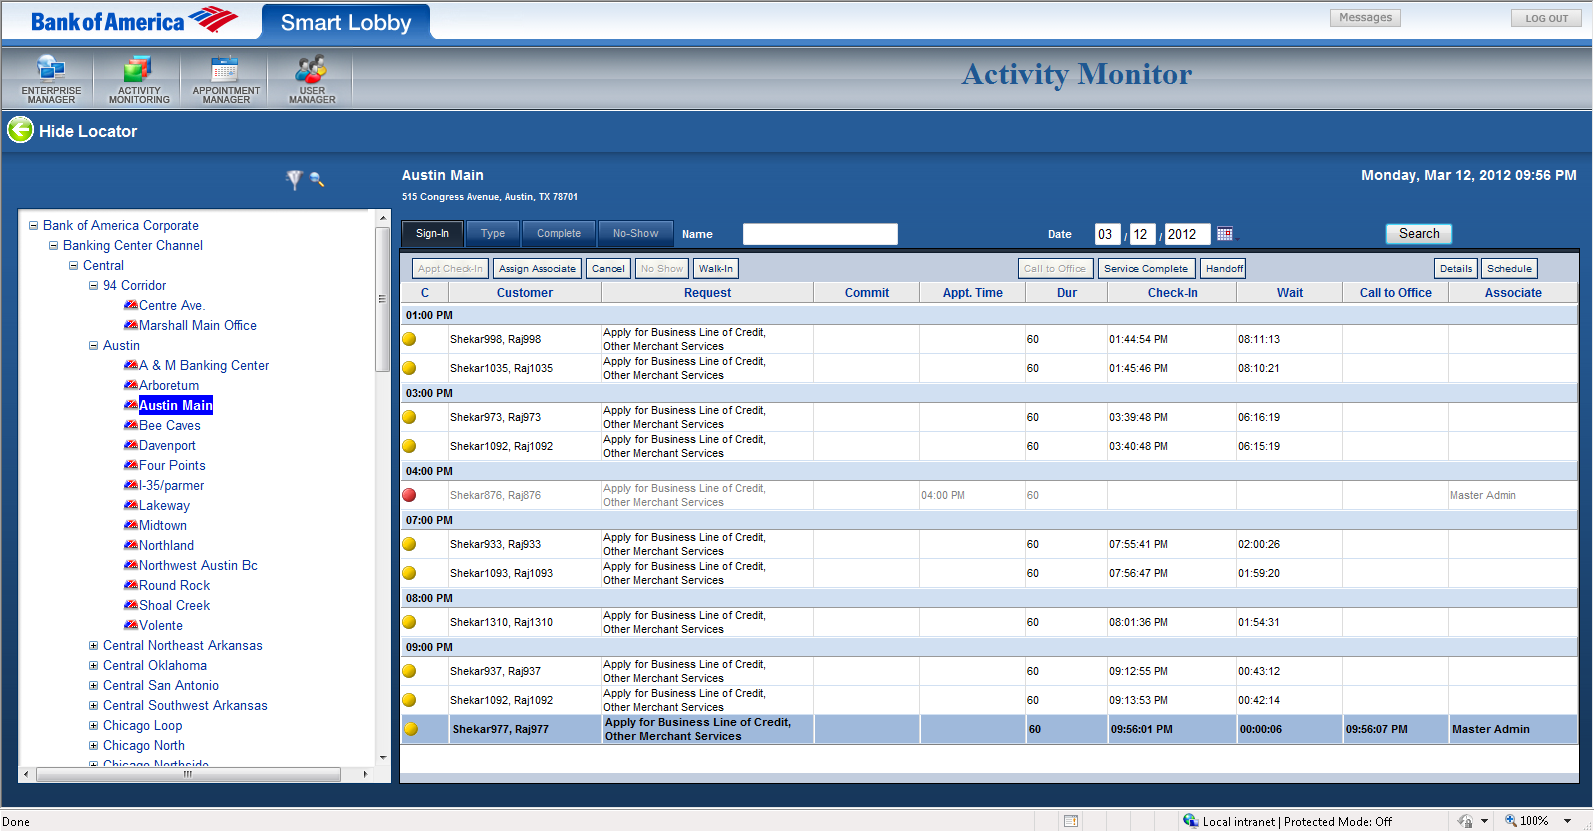 Bank of America
Smart Lobby
Messages
LOG OUT
ENTERPRISE
MANAGER
ACTIVITY
MONITORING
APPOINTMENT
MANAGER
USER
MANAGER
Activity Monitor
Hide Locator
Austin Main
Monday, Mar 12, 2012 09:56 PM
515 Congress Avenue, Austin, TX 78701
Bank of America Corporate
Banking Center Channel
Central
94 Corridor
Centre Ave.
Marshall Main Office
Austin
A & M Banking Center
Arboretum
Austin Main
Bee Caves
Davenport
Four Points
I-35/parmer
Lakeway
Midtown
Northland
Northwest Austin Bc
Round Rock
Shoal Creek
Volente
Central Northeast Arkansas
Central Oklahoma
Central San Antonio
Central Southwest Arkansas
Chicago Loop
Chicago North
Chicago Northside
Sign-In Type Complete No-Show Name Date 03 / 12 / 2012 Search
Appt Check-In Assign Associate Cancel No Show Walk-In Call to Office Service Complete Handoff Details Schedule
C Customer Request Commit Appt. Time Dur Check-In Wait Call to Office Associate
01:00 PM
Shekar998, Raj998 Apply for Business Line of Credit, 60 01:44:54 PM 08:11:13
Other Merchant Services
Shekar1035, Raj1035 Apply for Business Line of Credit, 60 01:45:46 PM 08:10:21
Other Merchant Services
03:00 PM
Shekar973, Raj973 Apply for Business Line of Credit, 60 03:39:48 PM 06:16:19
Other Merchant Services
Shekar1092, Raj1092 Apply for Business Line of Credit, 60 03:40:48 PM 06:15:19
Other Merchant Services
04:00 PM
Shekar876, Raj876 Apply for Business Line of Credit, 04:00 PM 60 Master Admin
Other Merchant Services
07:00 PM
Shekar933, Raj933 Apply for Business Line of Credit, 60 07:55:41 PM 02:00:26
Other Merchant Services
Shekar1093, Raj1093 Apply for Business Line of Credit, 60 07:56:47 PM 01:59:20
Other Merchant Services
08:00 PM
Shekar1310, Raj1310 Apply for Business Line of Credit, 60 08:01:36 PM 01:54:31
Other Merchant Services
09:00 PM
Shekar937, Raj937 Apply for Business Line of Credit, 60 09:12:55 PM 00:43:12
Other Merchant Services
Shekar1092, Raj1092 Apply for Business Line of Credit, 60 09:13:53 PM 00:42:14
Other Merchant Services
Shekar977, Raj977 Apply for Business Line of Credit, 60 09:56:01 PM 00:00:06 09:56:07 PM Master Admin
Other Merchant Services
Done
Local intranet | Protected Mode: Off
100%